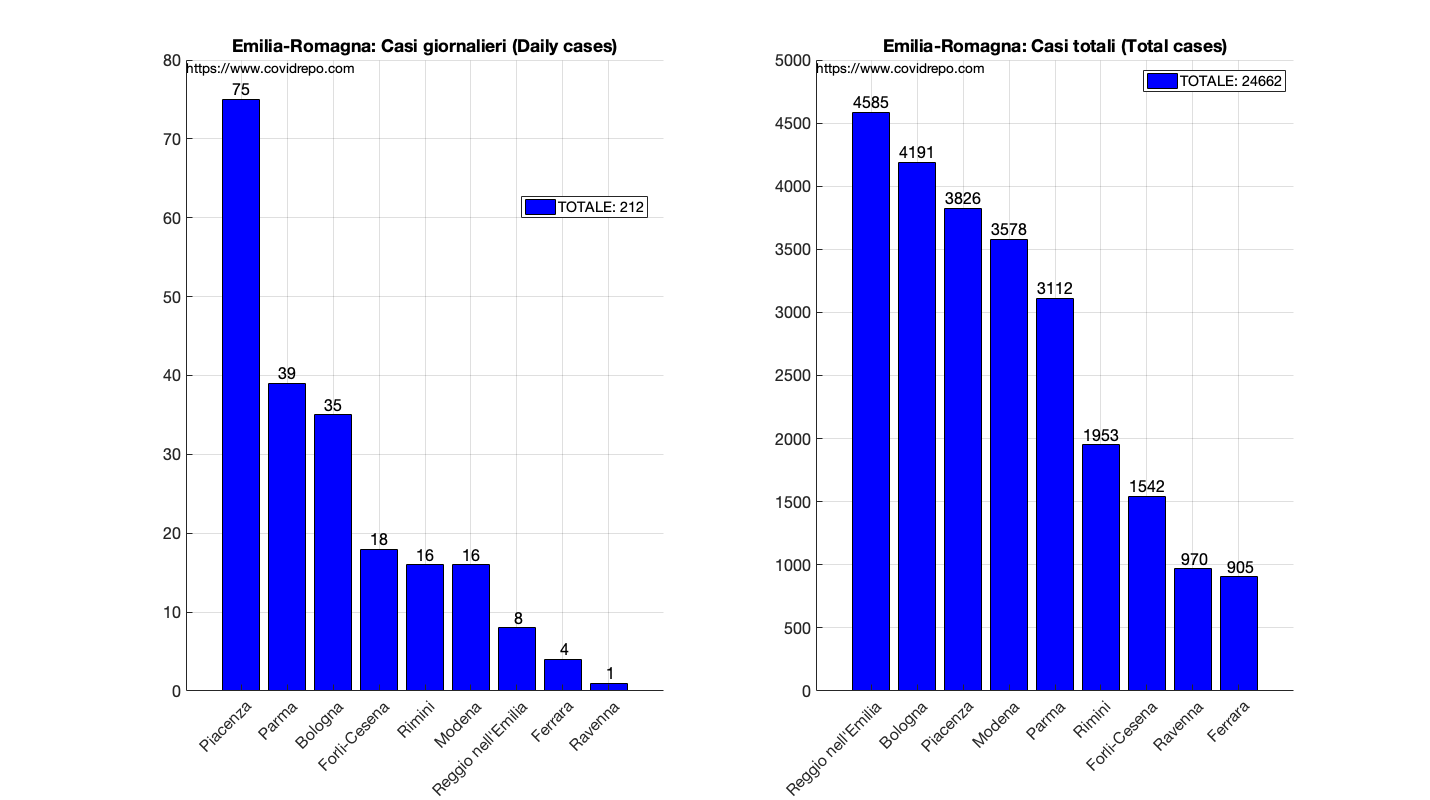 Emilia-Romagna: Casi giornalieri (Daily cases)
https://www.covidrepo.com
TOTALE: 212
80
70
60
50
40
30
20
10
0
75
39
35
18
16
16
8
4
1
Piacenza
Parma
Bologna
Forlì-Cesena
Rimini
Modena
Reggio nell'Emilia
Ferrara
Ravenna
Emilia-Romagna: Casi totali (Total cases)
https://www.covidrepo.com
TOTALE: 24662
5000
4500
4000
3500
3000
2500
2000
1500
1000
500
0
4585
4191
3826
3578
3112
1953
1542
970
905
Reggio nell'Emilia
Bologna
Piacenza
Modena
Parma
Rimini
Forlì-Cesena
Ravenna
Ferrara